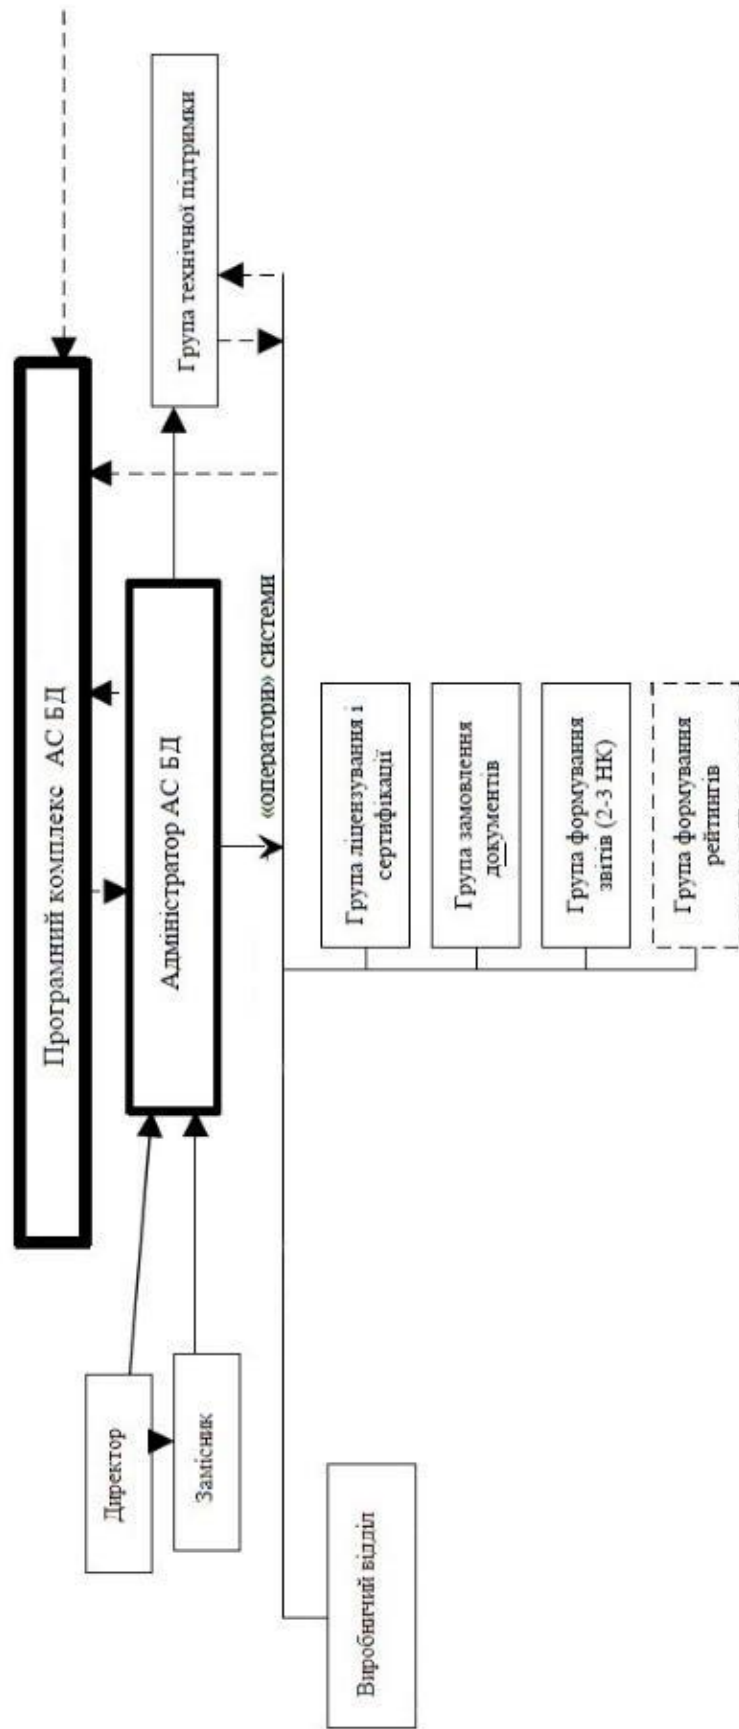 Програмний комплекс АС БД
Директор
Замісник
Адміністратор АС БД
Група технічної підтримки
«оператори» системи
Виробничий відділ
Група ліцензування і
сертифікації
Група замовлення
документів
Група формування
звітів (2-3 НК)
Група формування
рейтингів